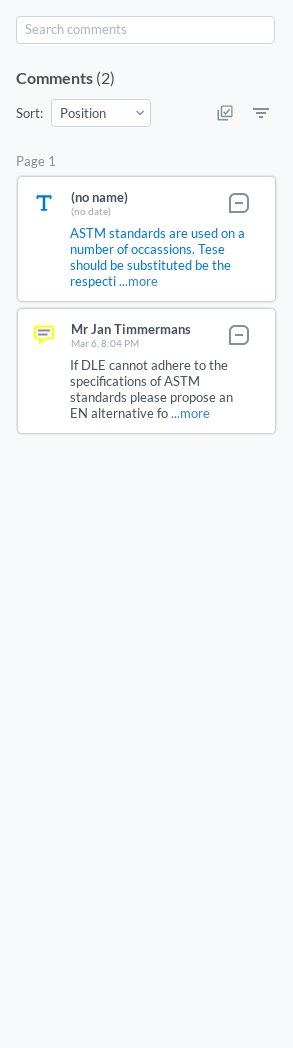 Search comments
Comments (2)
Sort: Position
Page 1
(no name)
(no date)
ASTM standards are used on a
number of occassions. Tese
should be substituted be the
respecti ...more
Mr Jan Timmermans
Mar 6, 8:04 PM
If DLE cannot adhere to the
specifications of ASTM
standards please propose an
EN alternative fo ...more